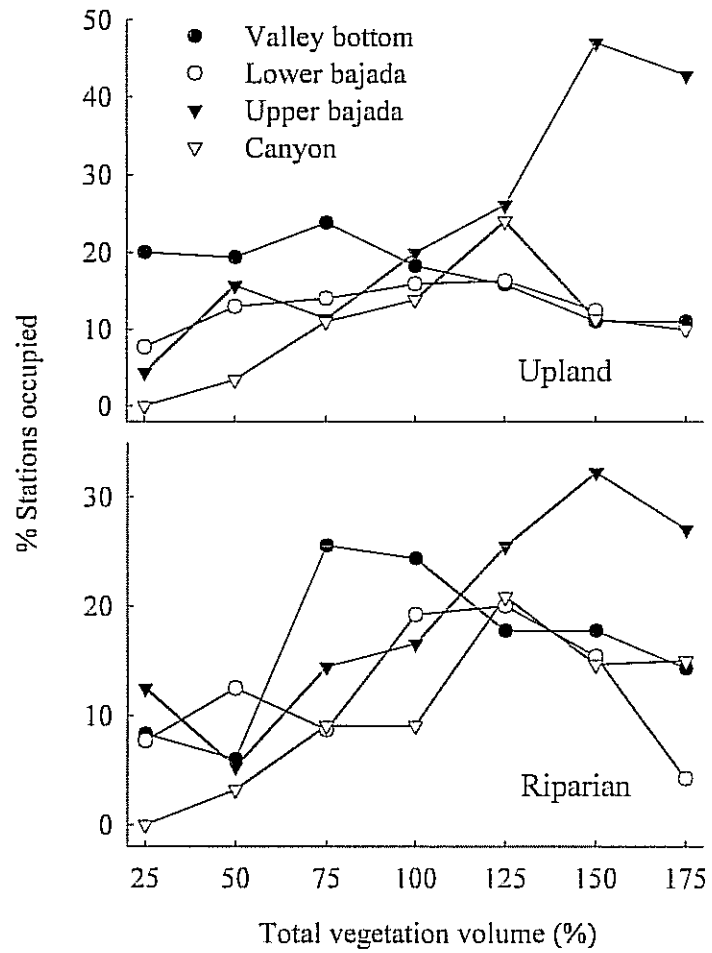 50
40
30
20
10
0
Valley bottom
Lower bajada
Upper bajada
Canyon
Upland
% Stations occupied
30
20
10
0
Riparian
25 50 75 100 125 150 175
Total vegetation volume (%)